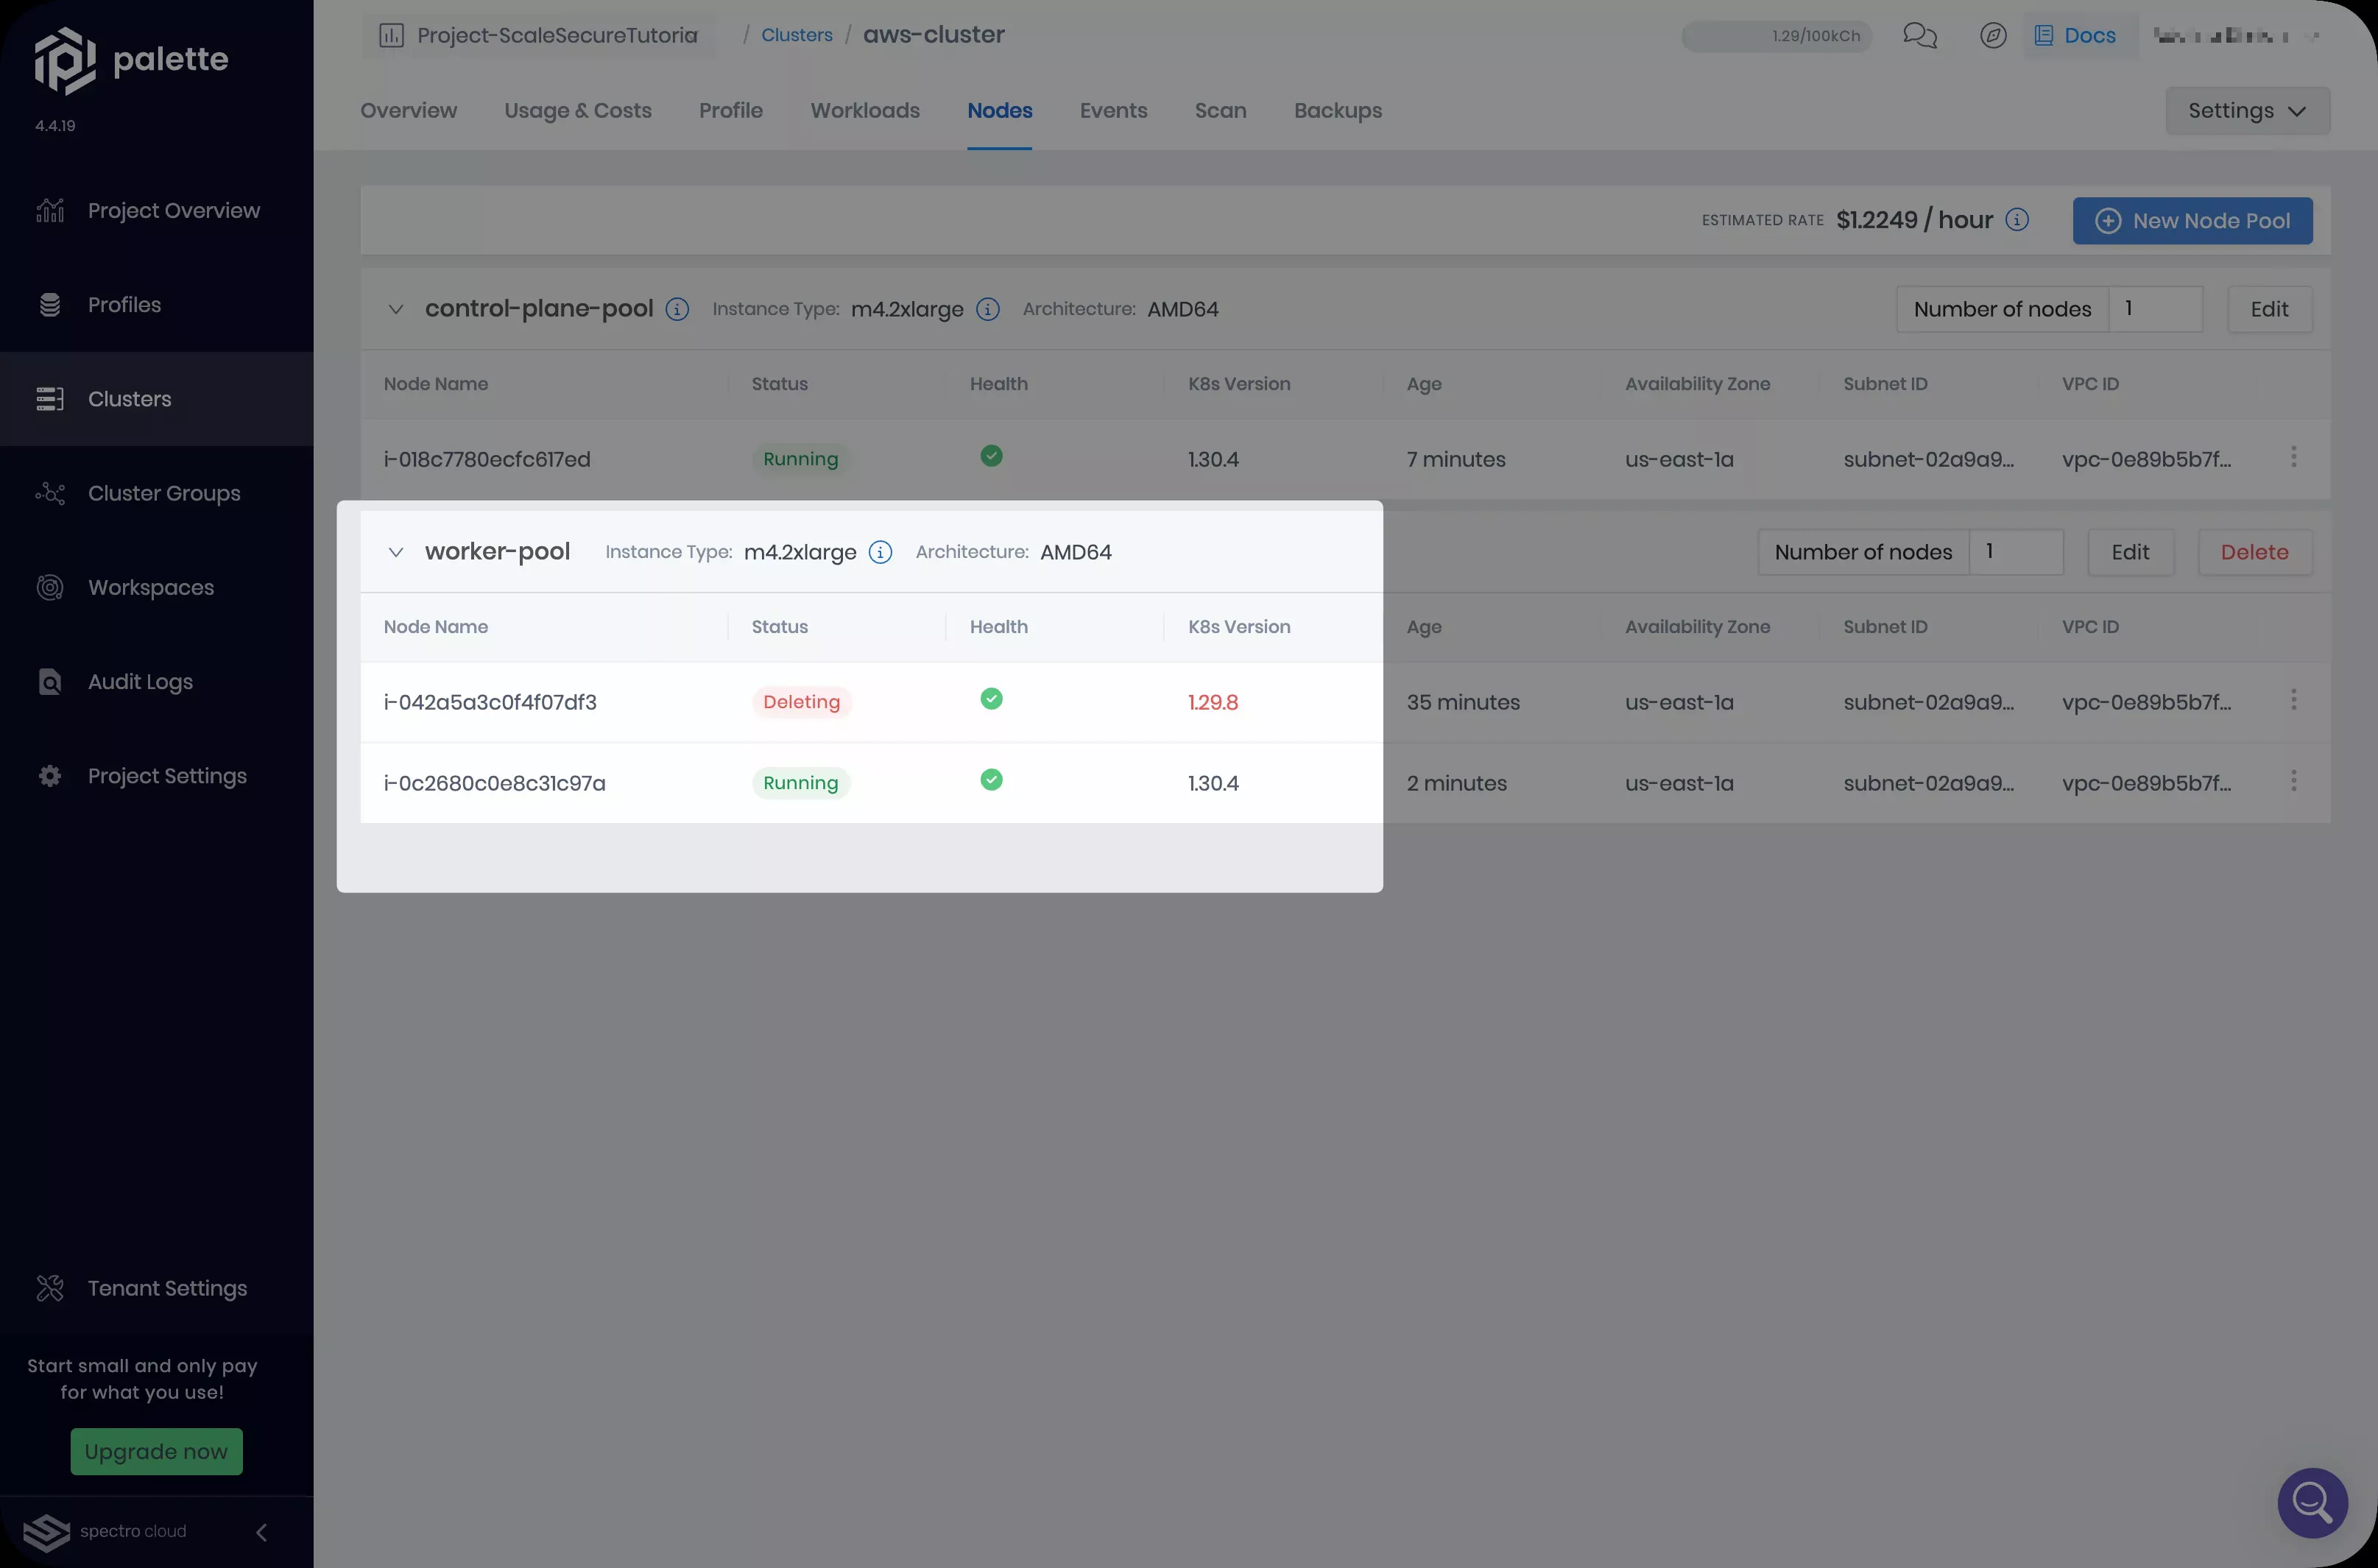 palette
4.4.19
Project Overview
Profiles
Clusters
Cluster Groups
Workspaces
Audit Logs
Project Settings
Tenant Settings
Start small and only pay
for what you use!
Upgrade now
spectro cloud
Project-ScaleSecureTutoria / Clusters / aws-cluster
1.29/100kCh
Docs
Overview Usage & Costs Profile Workloads Nodes Events Scan Backups Settings
ESTIMATED RATE $1.2249 / hour New Node Pool
control-plane-pool Instance Type: m4.2xlarge Architecture: AMD64 Number of nodes 1 Edit
Node Name Status Health K8s Version Age Availability Zone Subnet ID VPC ID
i-018c7780ecfc617ed Running 1.30.4 7 minutes us-east-1a subnet-02a9a9... vpc-0e89b5b7f...
worker-pool Instance Type: m4.2xlarge Architecture: AMD64 Number of nodes 1 Edit Delete
Node Name Status Health K8s Version Age Availability Zone Subnet ID VPC ID
i-042a5a3c0f4f07df3 Deleting 1.29.8 35 minutes us-east-1a subnet-02a9a9... vpc-0e89b5b7f...
i-0c2680c0e8c31c97a Running 1.30.4 2 minutes us-east-1a subnet-02a9a9... vpc-0e89b5b7f...